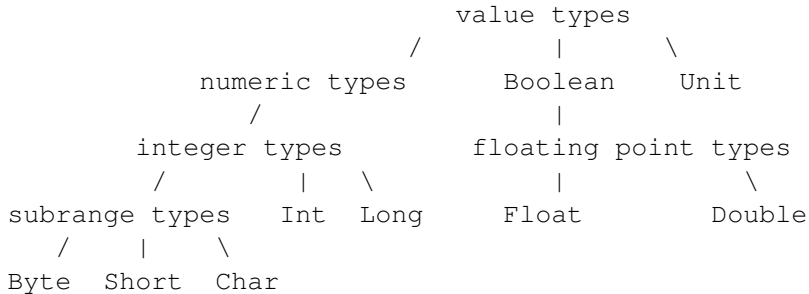 value types
numeric types Boolean Unit
integer types floating point types
subrange types Int Long Float Double
Byte Short Char